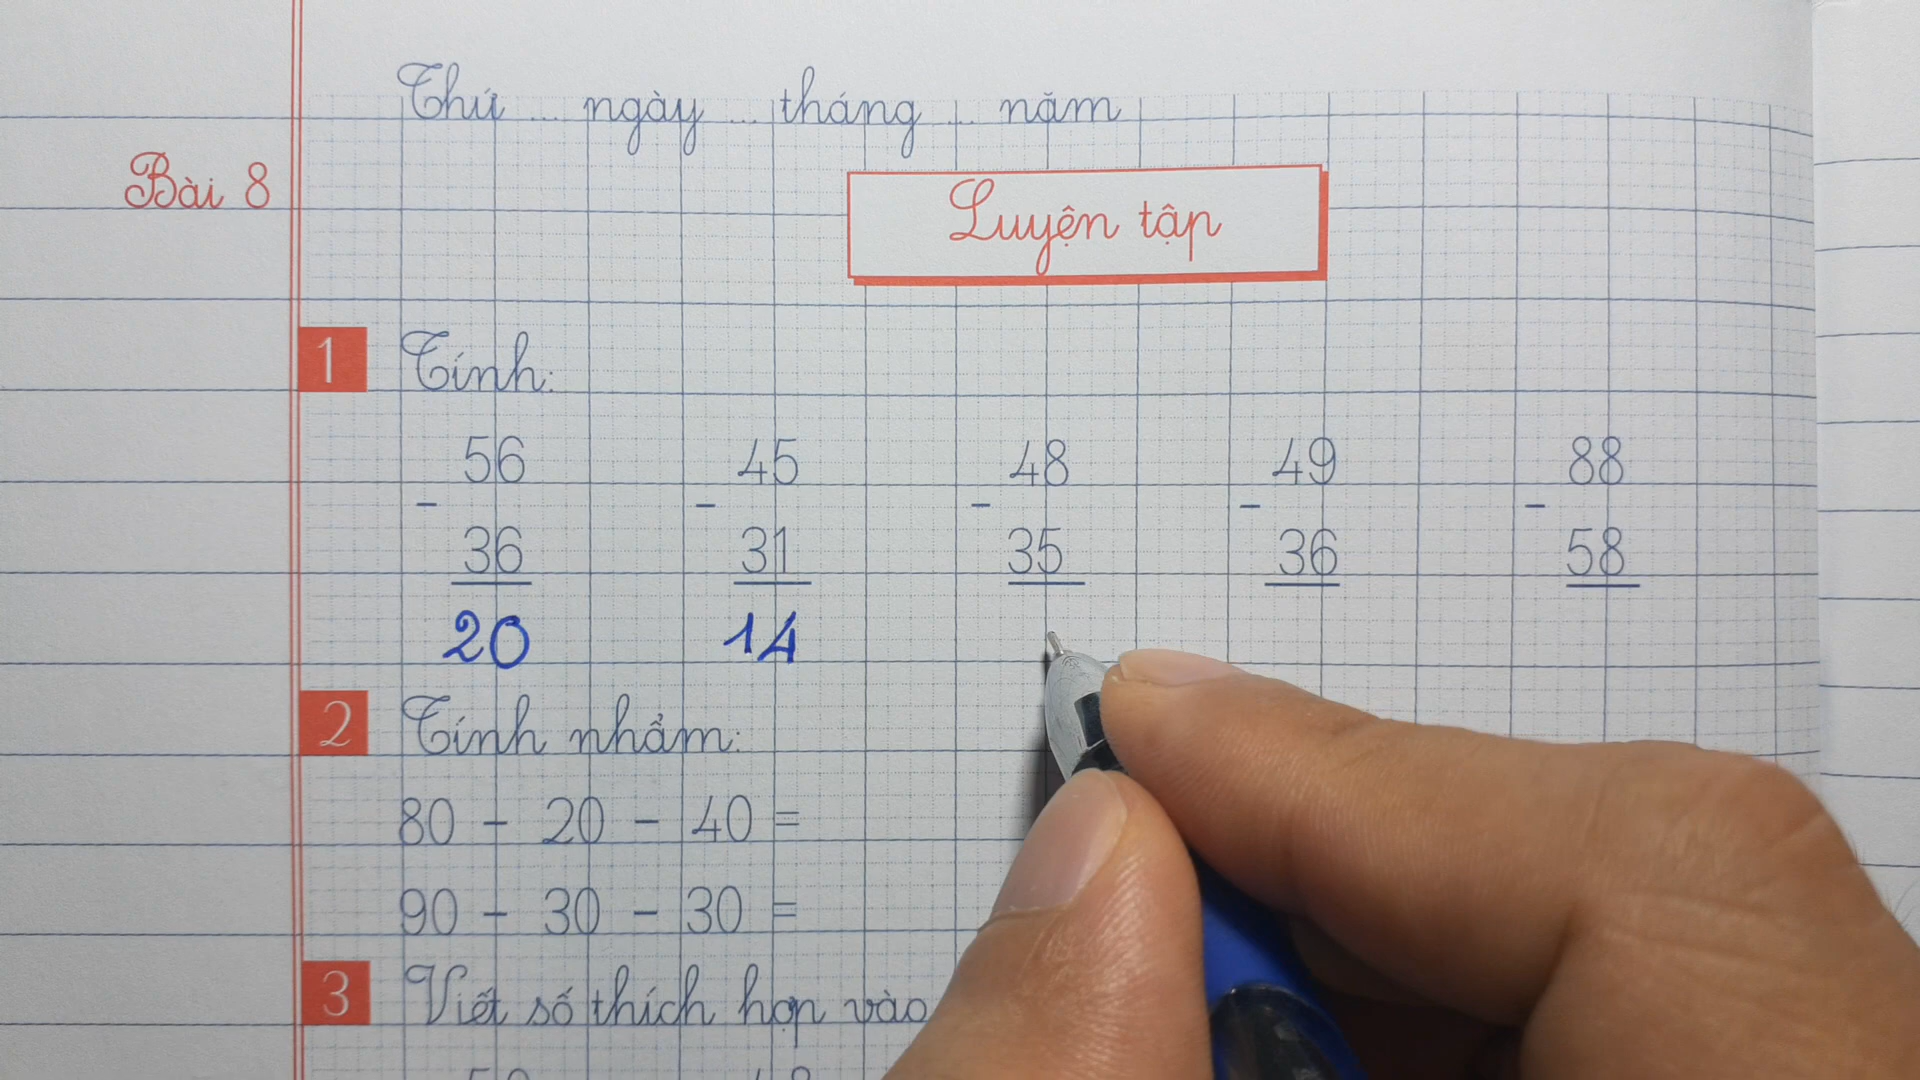 Thứ ... ngày ... tháng ... năm
Bài 8
Luyện tập
1 Tính:
56 45 48 49 88
- - - - -
36 31 35 36 58
20 14
2 Tính nhẩm:
80 - 20 - 40 =
90 - 30 - 30 =
3 Viết số thích hợp vào